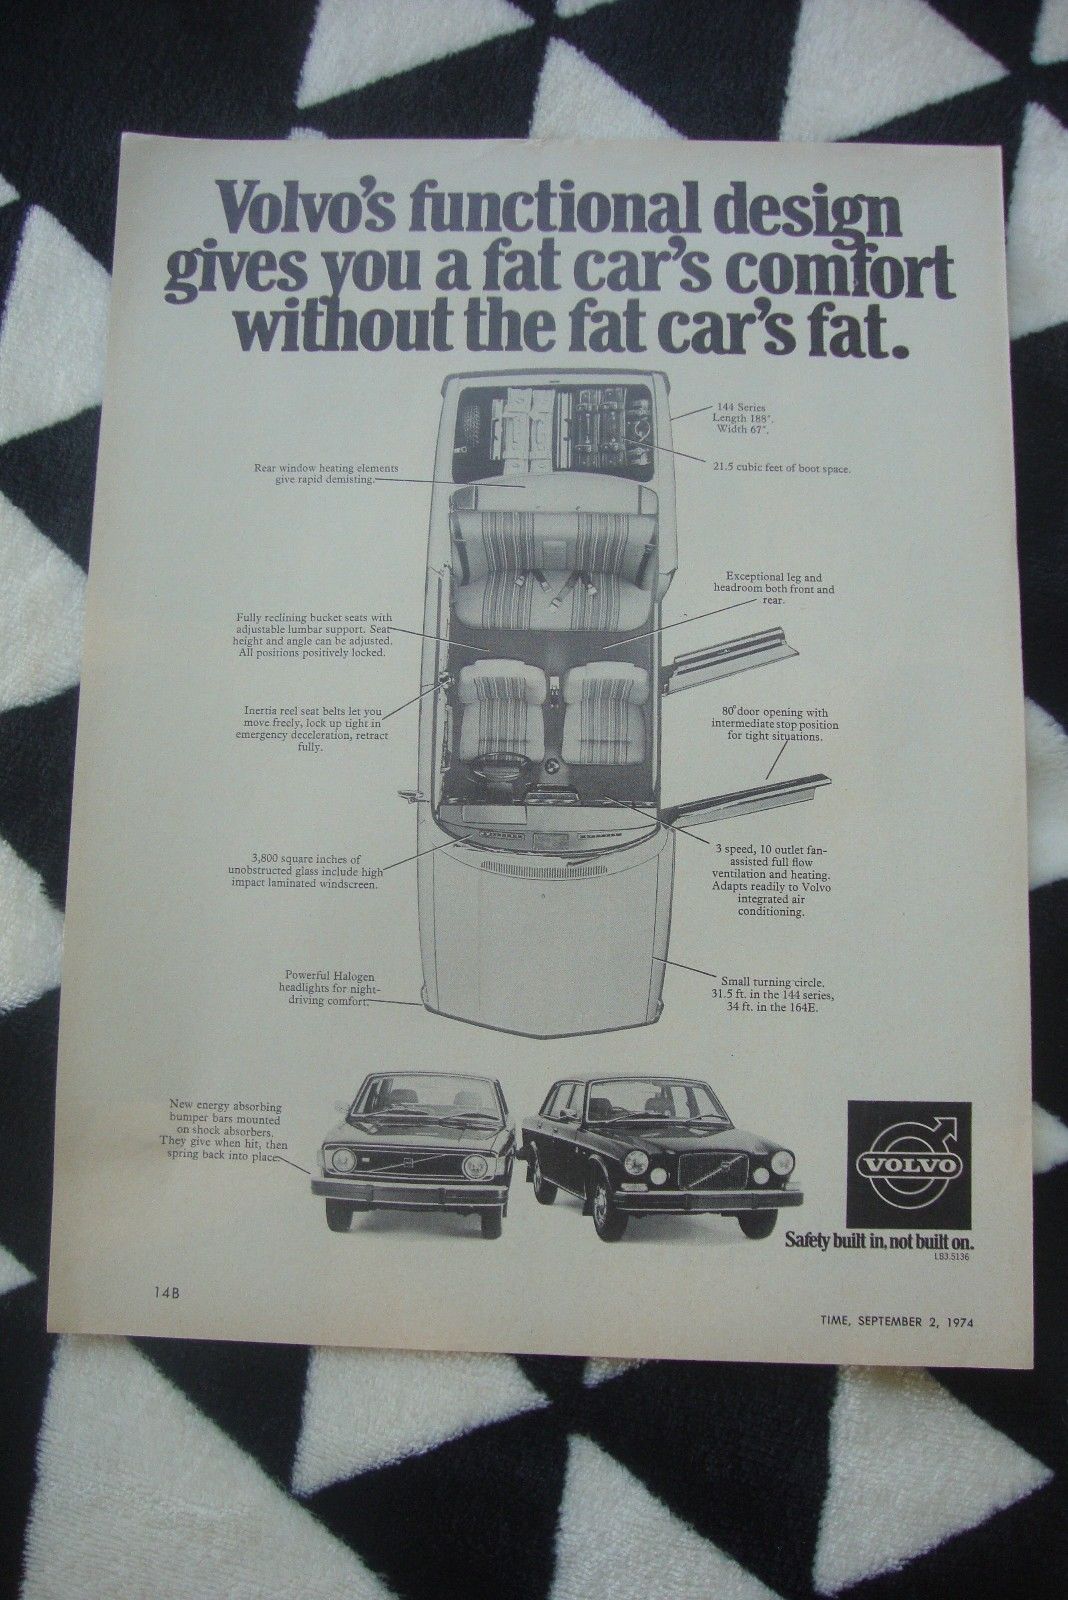 Volvo's functional design
gives you a fat car's comfort
without the fat car's fat.
144 Series
Length 188".
Width 67".
Rear window heating elements
give rapid demisting.
21.5 cubic feet of boot space.
Exceptional leg and
headroom both front and
rear.
Fully reclining bucket seats with
adjustable lumbar support. Seat
height and angle can be adjusted.
All positions positively locked.
Inertia reel seat belts let you
move freely, lock up tight in
emergency deceleration, retract
fully.
80° door opening with
intermediate stop position
for tight situations.
3,800 square inches of
unobstructed glass include high
impact laminated windscreen.
3 speed, 10 outlet fan-
assisted full flow
ventilation and heating.
Adapts readily to Volvo
integrated air
conditioning.
Powerful Halogen
headlights for night-
driving comfort.
Small turning circle.
31.5 ft. in the 144 series,
34 ft. in the 164E.
New energy absorbing
bumper bars mounted
on shock absorbers.
They give when hit, then
spring back into place.
VOLVO
Safety built in, not built on.
LB3.5136
14B
TIME, SEPTEMBER 2, 1974